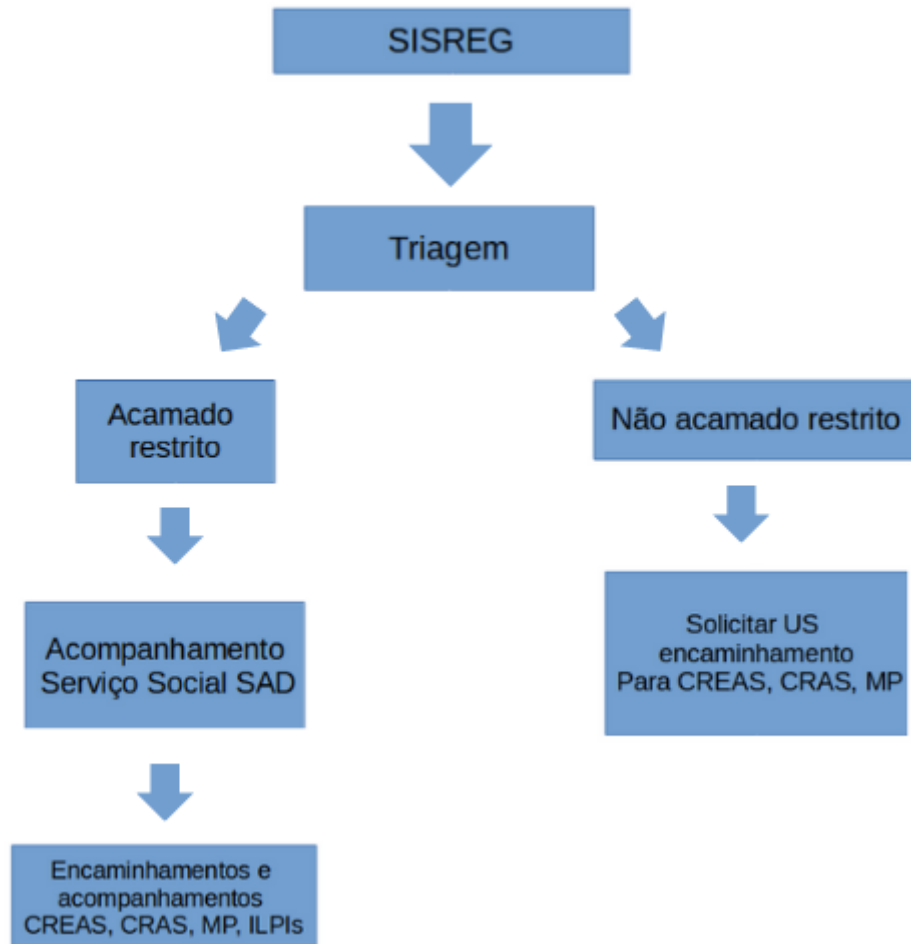 SISREG
Triagem
Acamado
restrito
Não acamado restrito
Acompanhamento
Serviço Social SAD
Solicitar US
encaminhamento
Para CREAS, CRAS, MP
Encaminhamentos e
acompanhamentos
CREAS, CRAS, MP, ILPIs